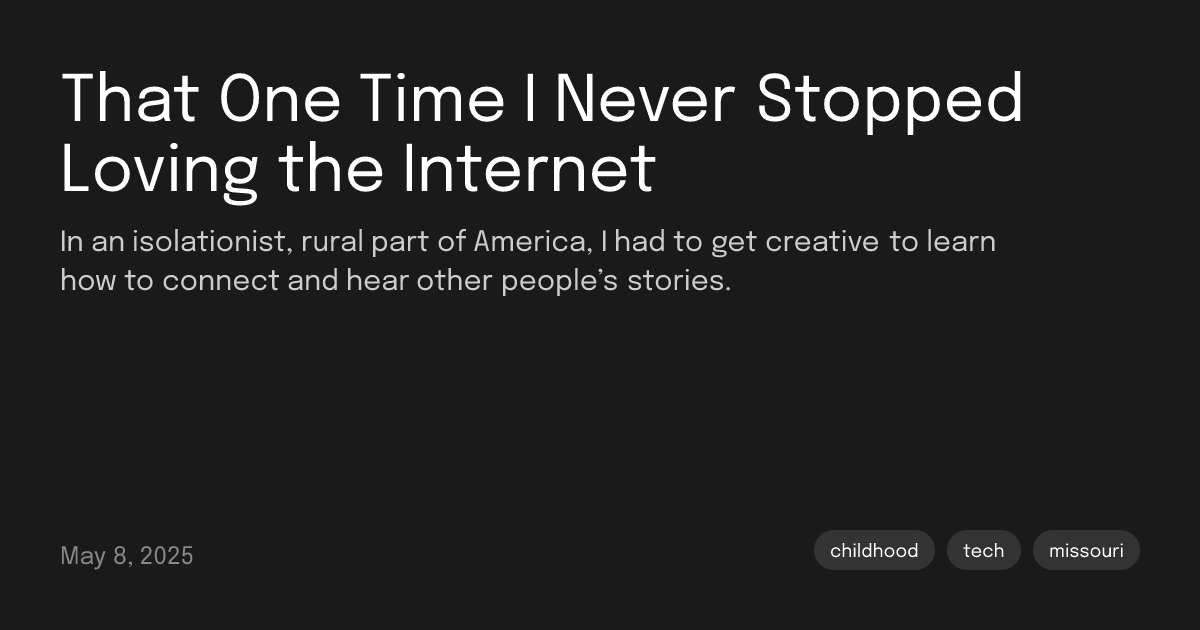 That One Time I Never Stopped
Loving the Internet
In an isolationist, rural part of America, I had to get creative to learn
how to connect and hear other people’s stories.
May 8, 2025
childhood
tech
missouri